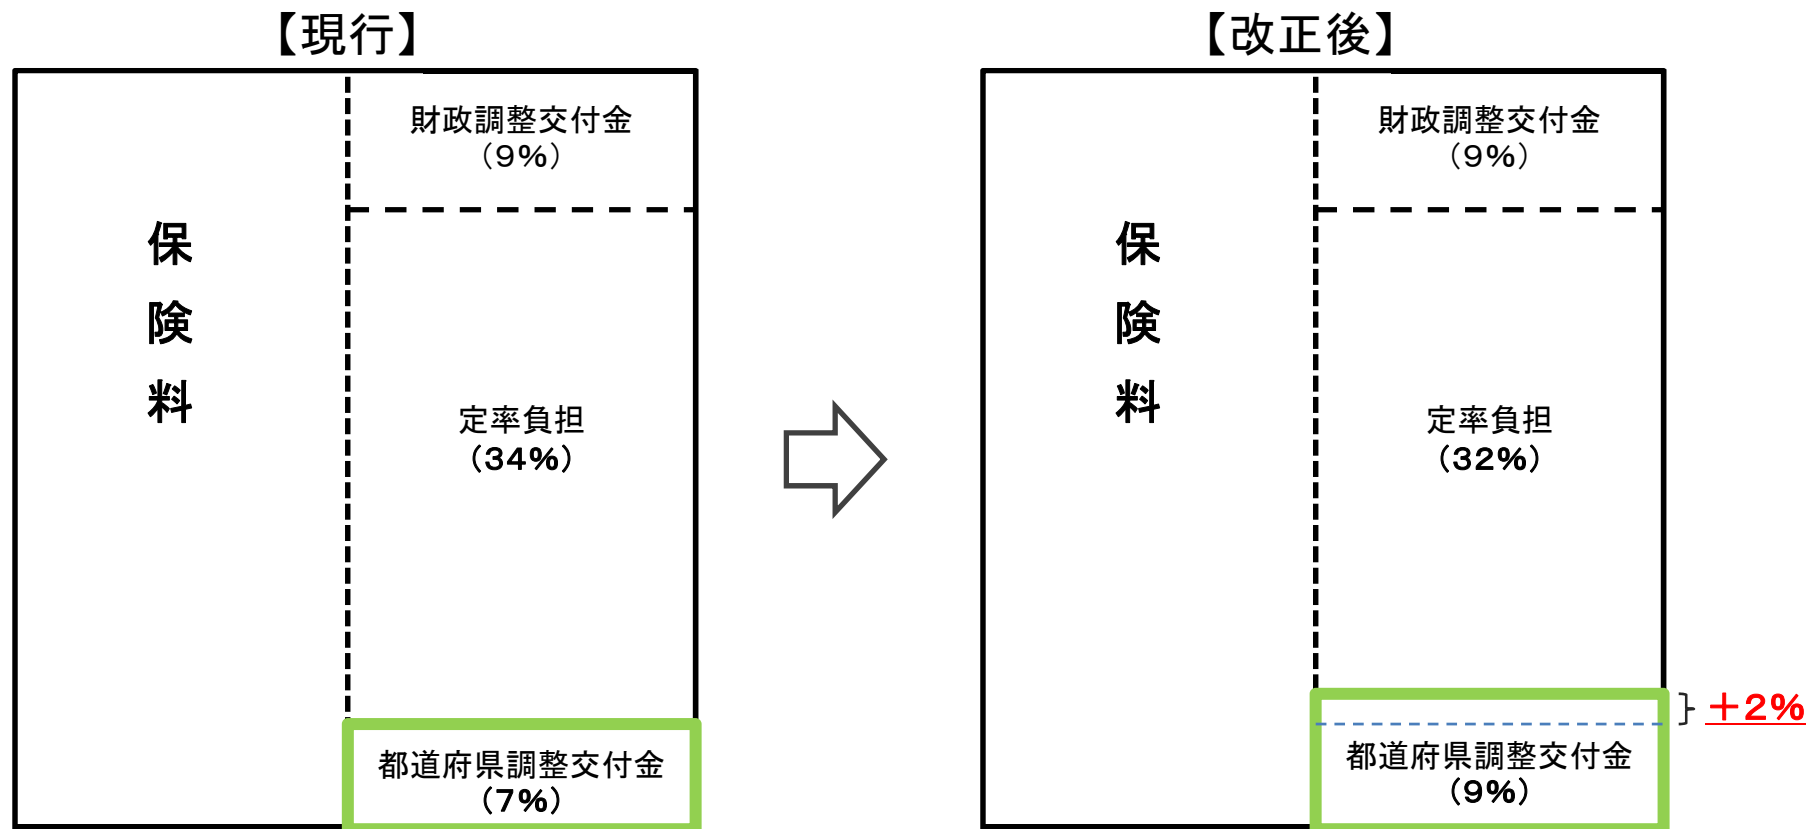 【現行】
財政調整交付金
（９％）
保
険
料
定率負担
（34％）
都道府県調整交付金
（７％）
【改正後】
財政調整交付金
（９％）
保
険
料
定率負担
（32％）
都道府県調整交付金
（９％）
＋２％